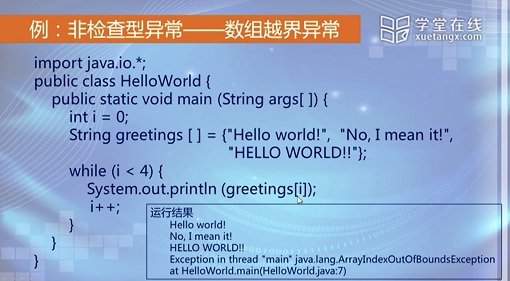 例：非检查型异常——数组越界异常
学堂在线
xuetangx.com
import java.io.*;
public class HelloWorld {
public static void main (String args[ ]) {
int i = 0;
String greetings [ ] = {"Hello world!", "No, I mean it!",
"HELLO WORLD!!"};
while (i < 4) {
System.out.println (greetings[i]);
i++;
}
}
}
运行结果
Hello world!
No, I mean it!
HELLO WORLD!!
Exception in thread "main" java.lang.ArrayIndexOutOfBoundsException
at HelloWorld.main(HelloWorld.java:7)